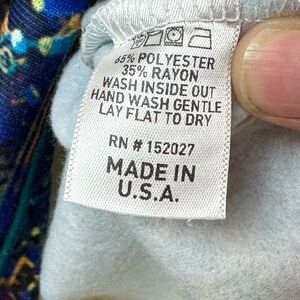 65% POLYESTER
35% RAYON
WASH INSIDE OUT
HAND WASH GENTLE
LAY FLAT TO DRY
RN # 152027
MADE IN
U.S.A.